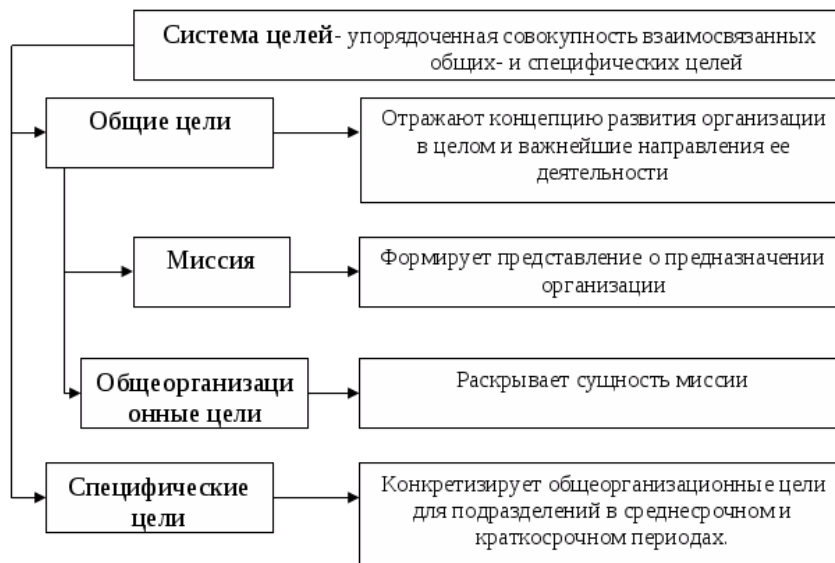 Система целей- упорядоченная совокупность взаимосвязанных
общих- и специфических целей
Общие цели
Отражают концепцию развития организации
в целом и важнейшие направления ее
деятельности
Миссия
Формирует представление о предназначении
организации
Общеорганизаци
онные цели
Раскрывает сущность миссии
Специфические
цели
Конкретизирует общеорганизационные цели
для подразделений в среднесрочном и
краткосрочном периодах.